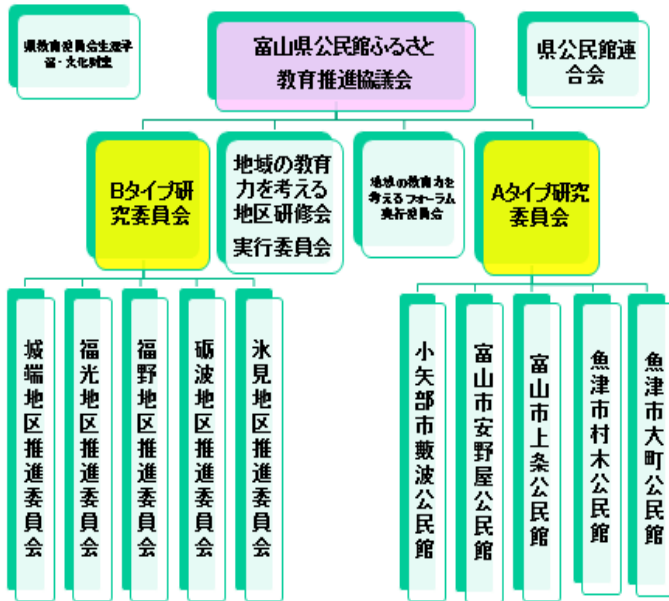 県教育委員会生涯学
習・文化財室
富山県公民館ふるさと
教育推進協議会
県公民館連
合会
Bタイプ研
究委員会
地域の教育
力を考える
地区研修会
実行委員会
地域の教育力を
考えるフォーラム
実行委員会
Aタイプ研究
委員会
城端地区推進委員会
福光地区推進委員会
福野地区推進委員会
砺波地区推進委員会
氷見地区推進委員会
小矢部市藪波公民館
富山市安野屋公民館
富山市上条公民館
魚津市村木公民館
魚津市大町公民館